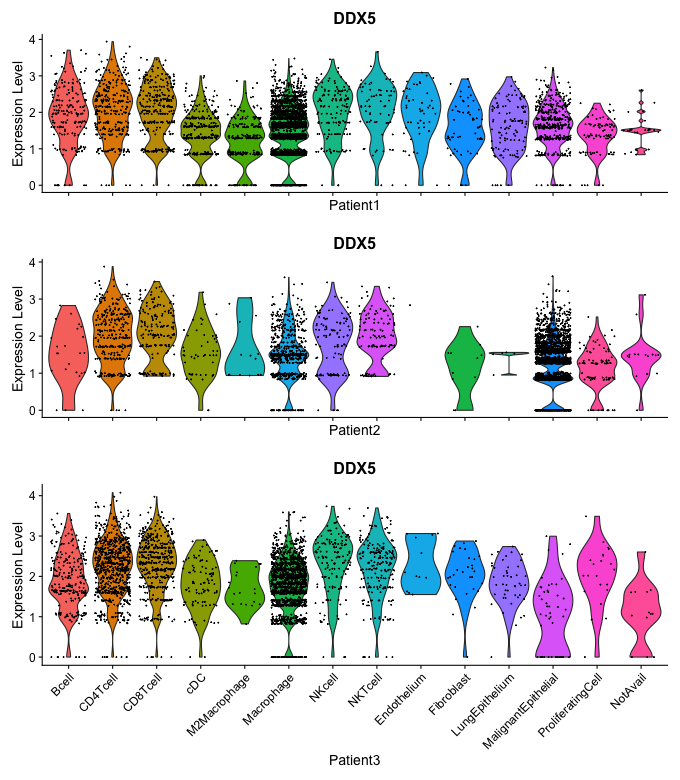 DDX5
Expression Level
4
3
2
1
0
Patient1
DDX5
Expression Level
4
3
2
1
0
Patient2
DDX5
Expression Level
4
3
2
1
0
Bcell
CD4Tcell
CD8Tcell
cDC
M2Macrophage
Macrophage
NKcell
NKTcell
Endothelium
Fibroblast
LungEpithelium
MalignantEpithelial
ProliferatingCell
NotAvail
Patient3